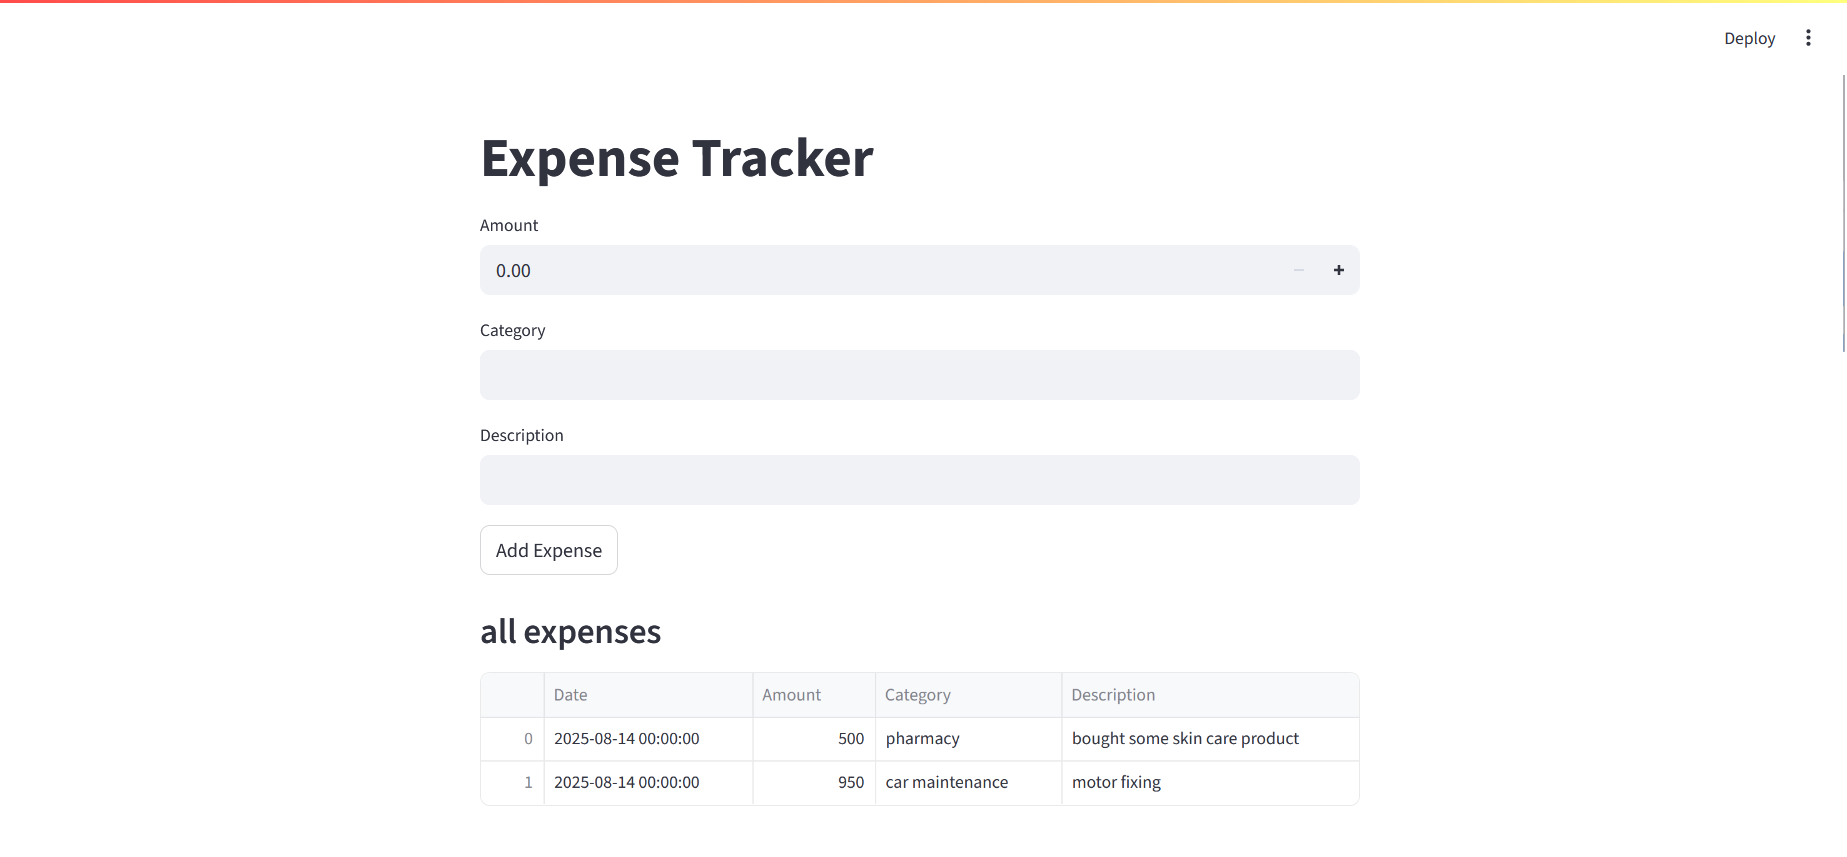 Deploy
Expense Tracker
Amount
0.00
Category
Description
Add Expense
all expenses
Date Amount Category Description
0 2025-08-14 00:00:00 500 pharmacy bought some skin care product
1 2025-08-14 00:00:00 950 car maintenance motor fixing